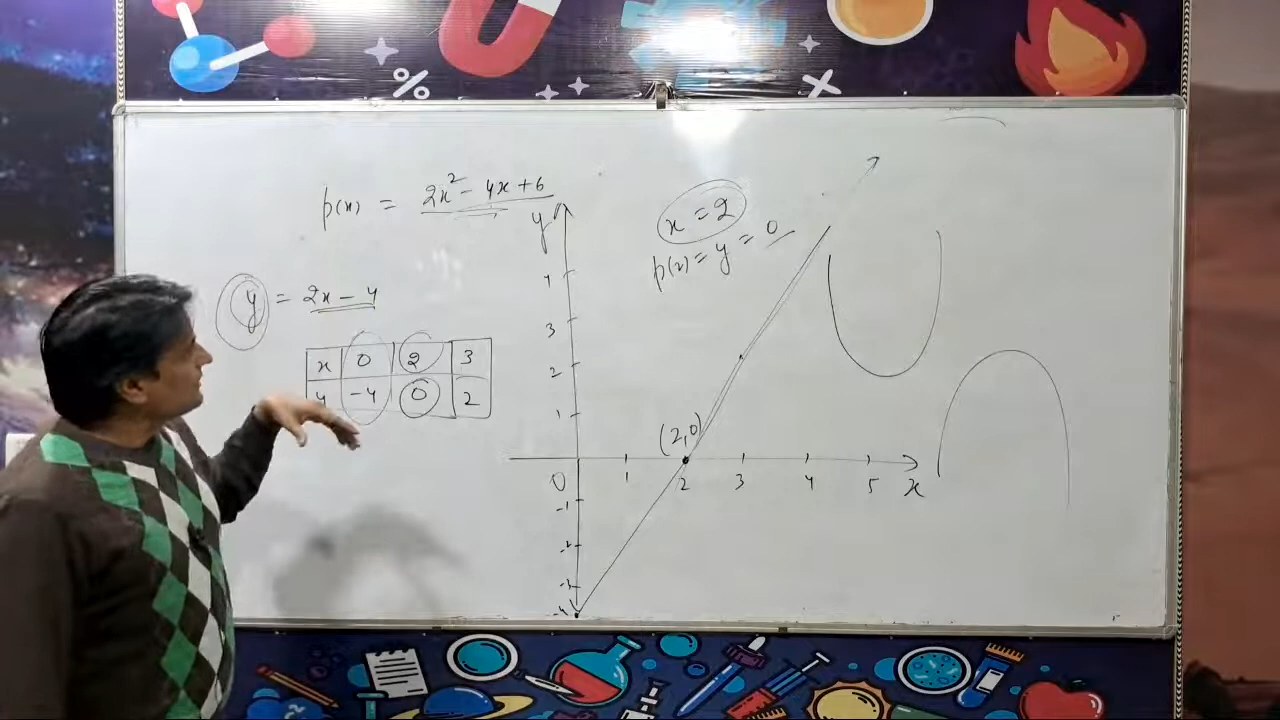 p(x) = 2x² - 4x + 6
y = 2x - 4
x 0 2 3
y -4 0 2
x = 2
p(x) = y = 0
y
4
3
2
1
(2,0)
0 1 2 3 4 5 x
-1
-2
-3
-4
%